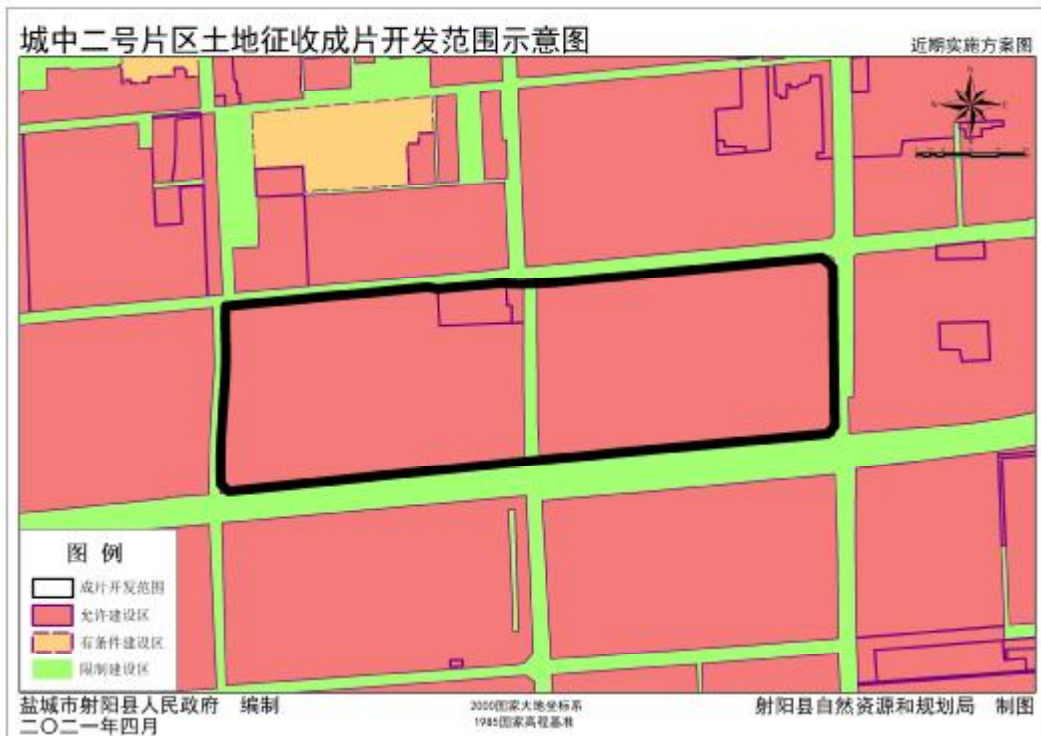 城中二号片区土地征收成片开发范围示意图
近期实施方案图
图 例
成片开发范围
允许建设区
有条件建设区
限制建设区
盐城市射阳县人民政府 编制
二〇二一年四月
2000国家大地坐标系
1985国家高程基准
射阳县自然资源和规划局 制图